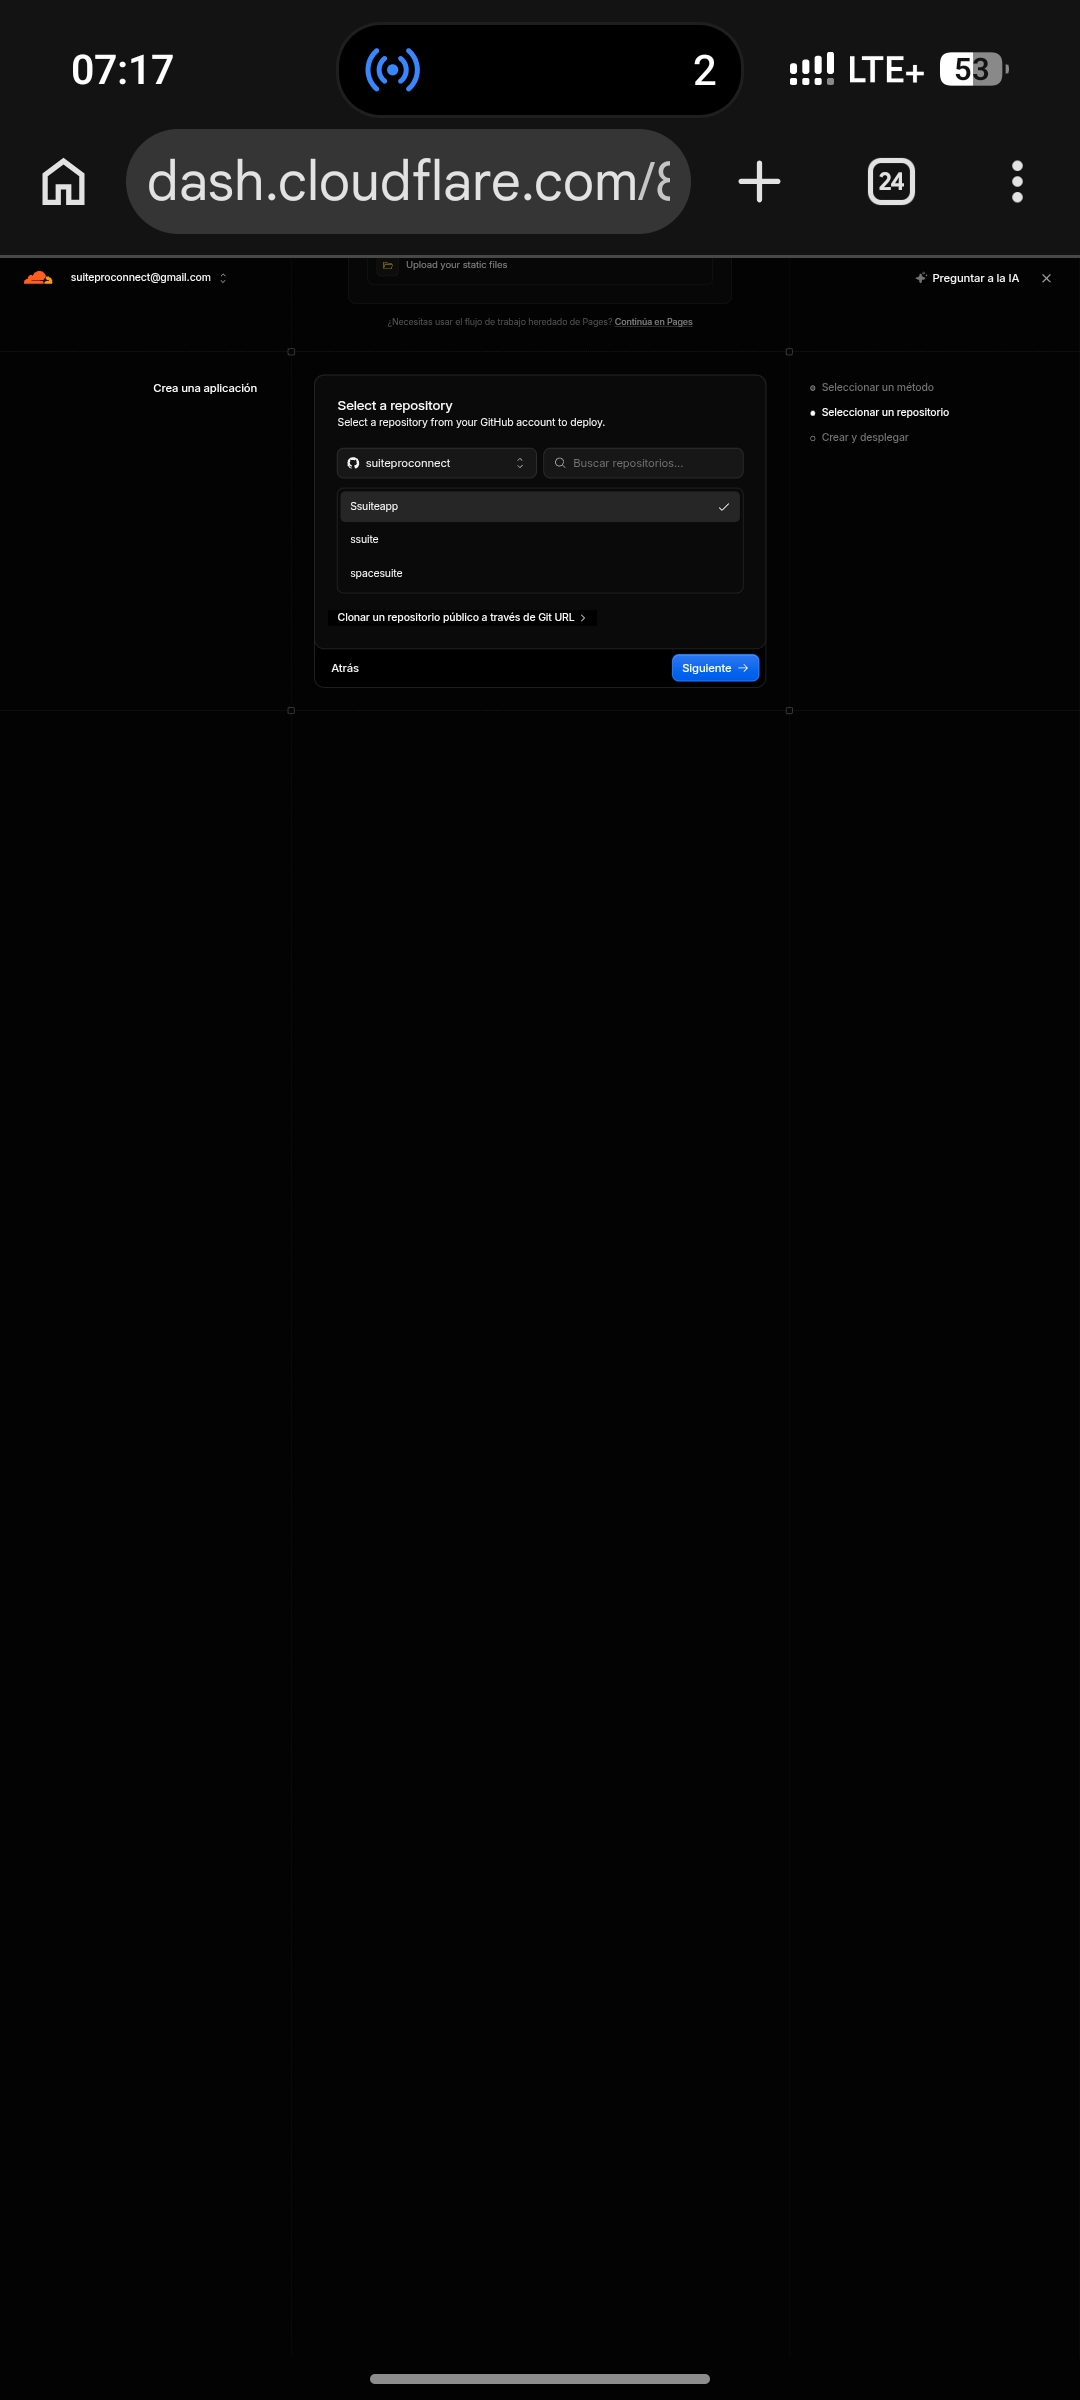 07:17
2
LTE+
53
dash.cloudflare.com/8
24
suiteproconnect@gmail.com
Upload your static files
Preguntar a la IA
¿Necesitas usar el flujo de trabajo heredado de Pages? Continúa en Pages
Crea una aplicación
Select a repository
Select a repository from your GitHub account to deploy.
suiteproconnect
Buscar repositorios...
Ssuiteapp
ssuite
spacesuite
Clonar un repositorio público a través de Git URL
Atrás
Siguiente
Seleccionar un método
Seleccionar un repositorio
Crear y desplegar